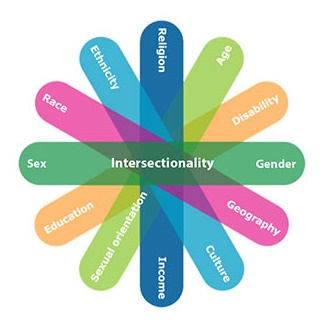 Religion
Age
Disability
Gender
Geography
Culture
Income
Sexual orientation
Education
Sex
Race
Ethnicity
Intersectionality